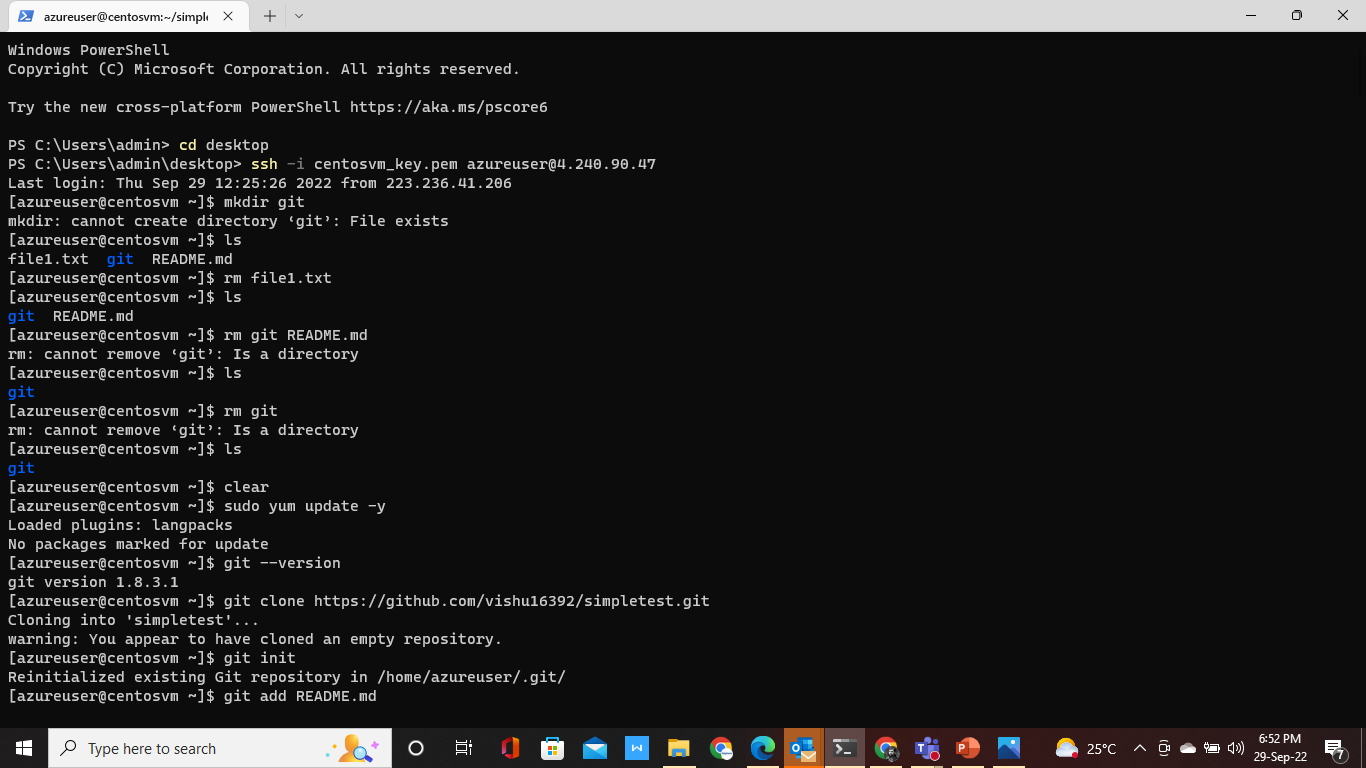 azureuser@centosvm:~/simple
Windows PowerShell
Copyright (C) Microsoft Corporation. All rights reserved.
Try the new cross-platform PowerShell https://aka.ms/pscore6
PS C:\Users\admin> cd desktop
PS C:\Users\admin\desktop> ssh -i centosvm_key.pem azureuser@4.240.90.47
Last login: Thu Sep 29 12:25:26 2022 from 223.236.41.206
[azureuser@centosvm ~]$ mkdir git
mkdir: cannot create directory ‘git’: File exists
[azureuser@centosvm ~]$ ls
file1.txt  git  README.md
[azureuser@centosvm ~]$ rm file1.txt
[azureuser@centosvm ~]$ ls
git  README.md
[azureuser@centosvm ~]$ rm git README.md
rm: cannot remove ‘git’: Is a directory
[azureuser@centosvm ~]$ ls
git
[azureuser@centosvm ~]$ rm git
rm: cannot remove ‘git’: Is a directory
[azureuser@centosvm ~]$ ls
git
[azureuser@centosvm ~]$ clear
[azureuser@centosvm ~]$ sudo yum update -y
Loaded plugins: langpacks
No packages marked for update
[azureuser@centosvm ~]$ git --version
git version 1.8.3.1
[azureuser@centosvm ~]$ git clone https://github.com/vishu16392/simpletest.git
Cloning into 'simpletest'...
warning: You appear to have cloned an empty repository.
[azureuser@centosvm ~]$ git init
Reinitialized existing Git repository in /home/azureuser/.git/
[azureuser@centosvm ~]$ git add README.md
Type here to search
25°C
6:52 PM
29-Sep-22
7